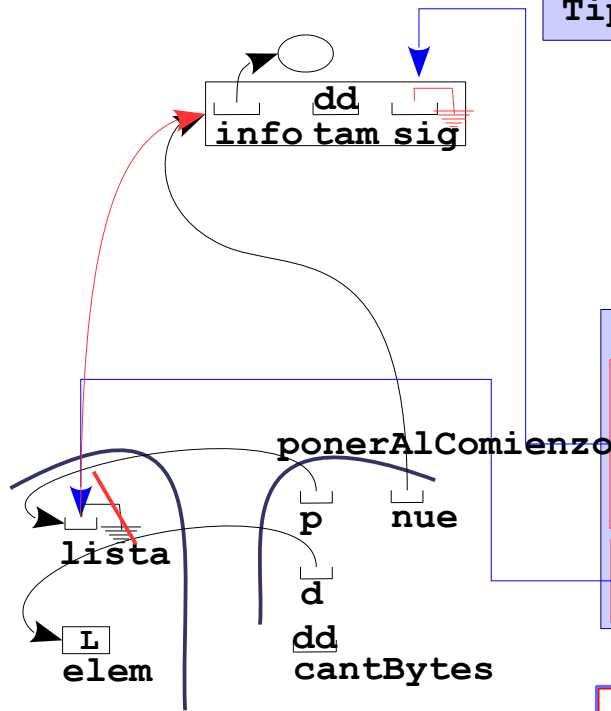 Tip
dd
info tam sig
ponerAlComienzo
p nue
lista
d
L
dd
elem
cantBytes